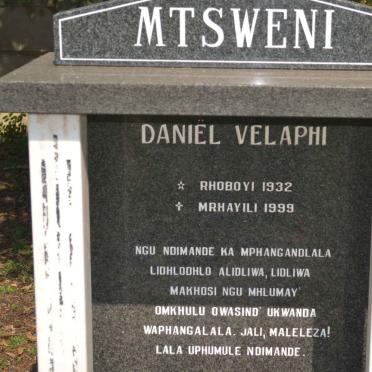 MTSWENI
DANIËL VELAPHI
☆ RHOBOYI 1932
✝ MRHAYILI 1999
NGU NDIMANDE KA MPHANGANDLALA
LIDHLODHLO ALIDLIWA, LIDLIWA
MAKHOSI NGU MHLUMAY'
OMKHULU OWASIND' UKWANDA
WAPHANGALALA. JALI, MALELEZA!
LALA UPHUMULE NDIMANDE.